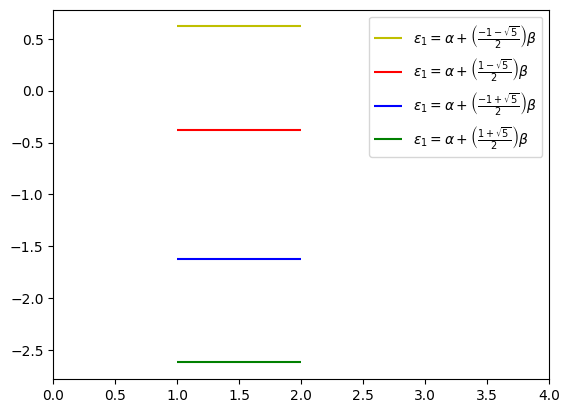 0.5
0.0
−0.5
−1.0
−1.5
−2.0
−2.5
0.0 0.5 1.0 1.5 2.0 2.5 3.0 3.5 4.0
ε₁ = α + ((-1-√5)/2)β
ε₁ = α + ((1-√5)/2)β
ε₁ = α + ((-1+√5)/2)β
ε₁ = α + ((1+√5)/2)β